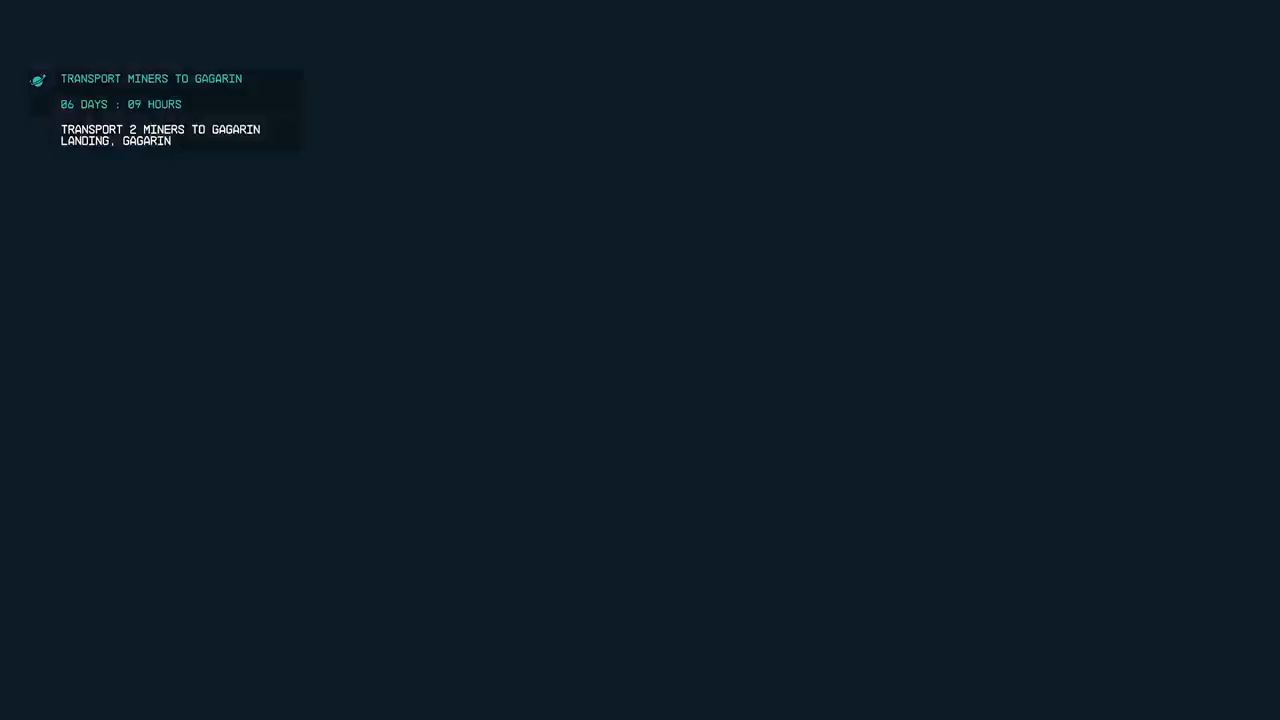 TRANSPORT MINERS TO GAGARIN
06 DAYS : 09 HOURS
TRANSPORT 2 MINERS TO GAGARIN
LANDING, GAGARIN